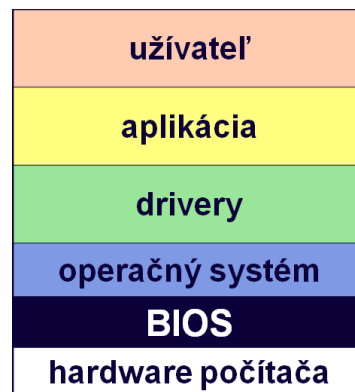 užívateľ
aplikácia
drivery
operačný systém
BIOS
hardware počítača